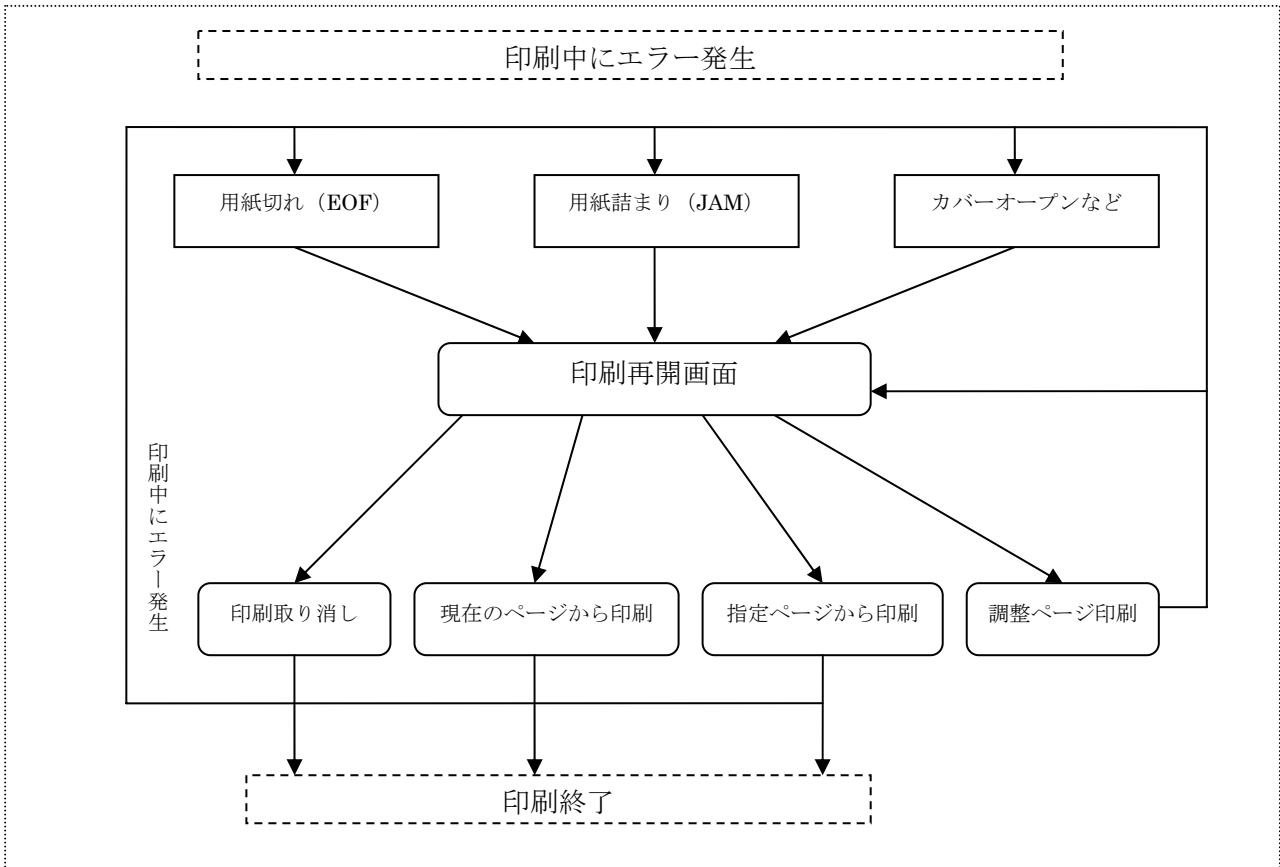 印刷中にエラー発生
用紙切れ（EOF）
用紙詰まり（JAM）
カバーオープンなど
印刷再開画面
印刷中にエラー発生
印刷取り消し
現在のページから印刷
指定ページから印刷
調整ページ印刷
印刷終了